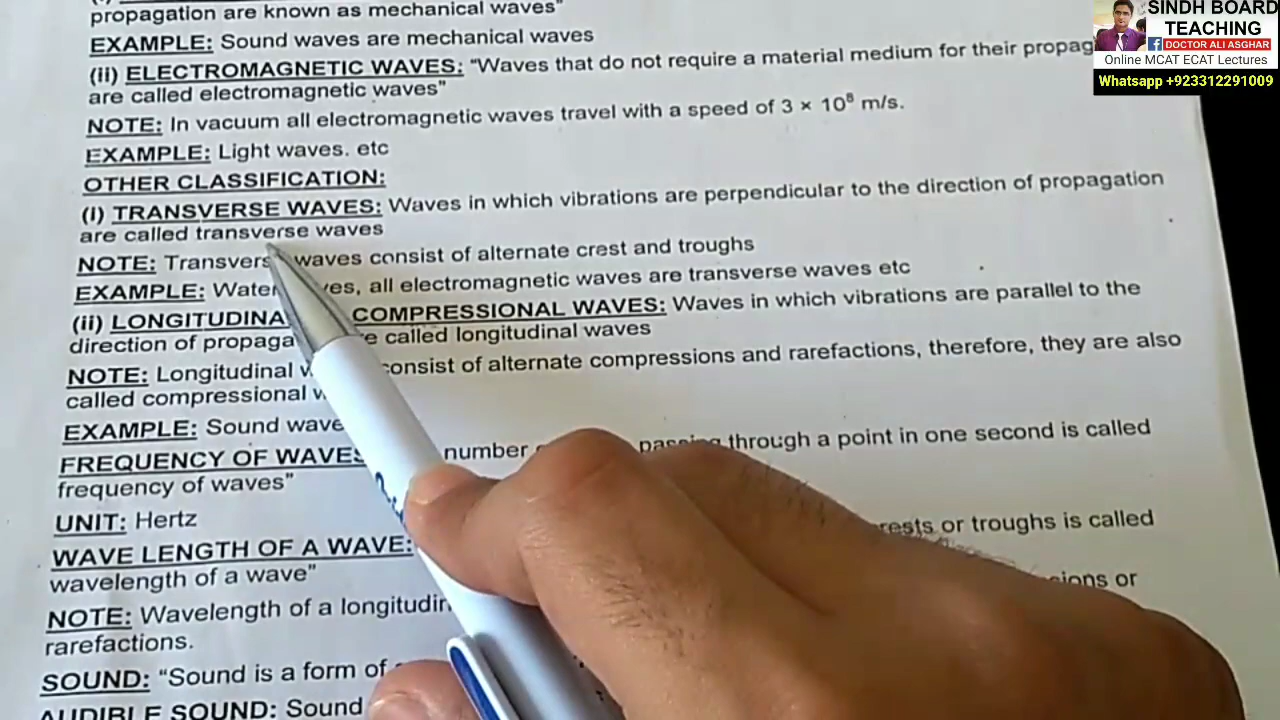 propagation are known as mechanical waves"
EXAMPLE: Sound waves are mechanical waves
(ii) ELECTROMAGNETIC WAVES: "Waves that do not require a material medium for their propag
are called electromagnetic waves"
NOTE: In vacuum all electromagnetic waves travel with a speed of 3 × 10⁸ m/s.
EXAMPLE: Light waves. etc
OTHER CLASSIFICATION:
(i) TRANSVERSE WAVES: Waves in which vibrations are perpendicular to the direction of propagation
are called transverse waves
NOTE: Transvers waves consist of alternate crest and troughs
EXAMPLE: Water ves, all electromagnetic waves are transverse waves etc
(ii) LONGITUDINA COMPRESSIONAL WAVES: Waves in which vibrations are parallel to the
direction of propaga e called longitudinal waves
NOTE: Longitudinal w consist of alternate compressions and rarefactions, therefore, they are also
called compressional w
EXAMPLE: Sound wave
FREQUENCY OF WAVES number passing through a point in one second is called
frequency of waves"
UNIT: Hertz
WAVE LENGTH OF A WAVE: rests or troughs is called
wavelength of a wave"
NOTE: Wavelength of a longitudin sions or
rarefactions.
SOUND: "Sound is a form of
AUDIBLE SOUND: Sound
SINDH BOARD
TEACHING
f DOCTOR ALI ASGHAR
Online MCAT ECAT Lectures
Whatsapp +923312291009